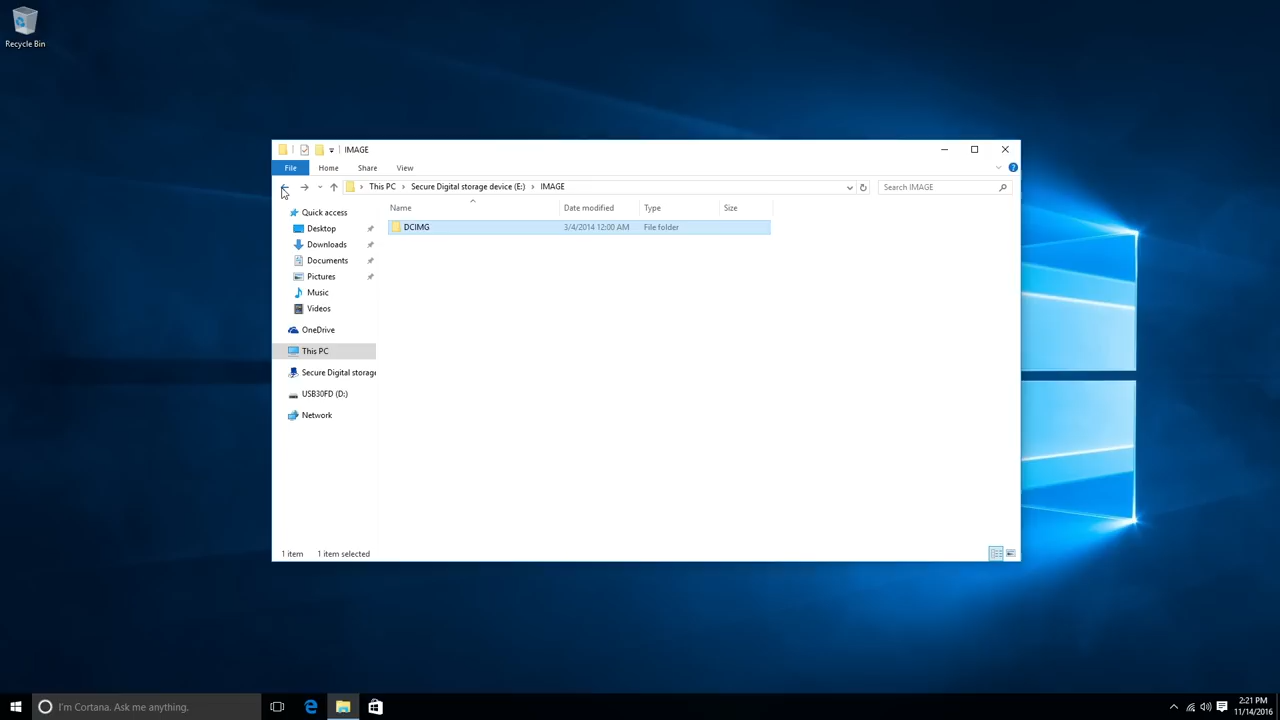 Recycle Bin
IMAGE
File Home Share View
This PC Secure Digital storage device (E:) IMAGE
Search IMAGE
Quick access
Desktop
Downloads
Documents
Pictures
Music
Videos
OneDrive
This PC
Secure Digital storage
USB30FD (D:)
Network
Name Date modified Type Size
DCIMG 3/4/2014 12:00 AM File folder
1 item 1 item selected
I'm Cortana. Ask me anything.
2:21 PM
11/14/2016